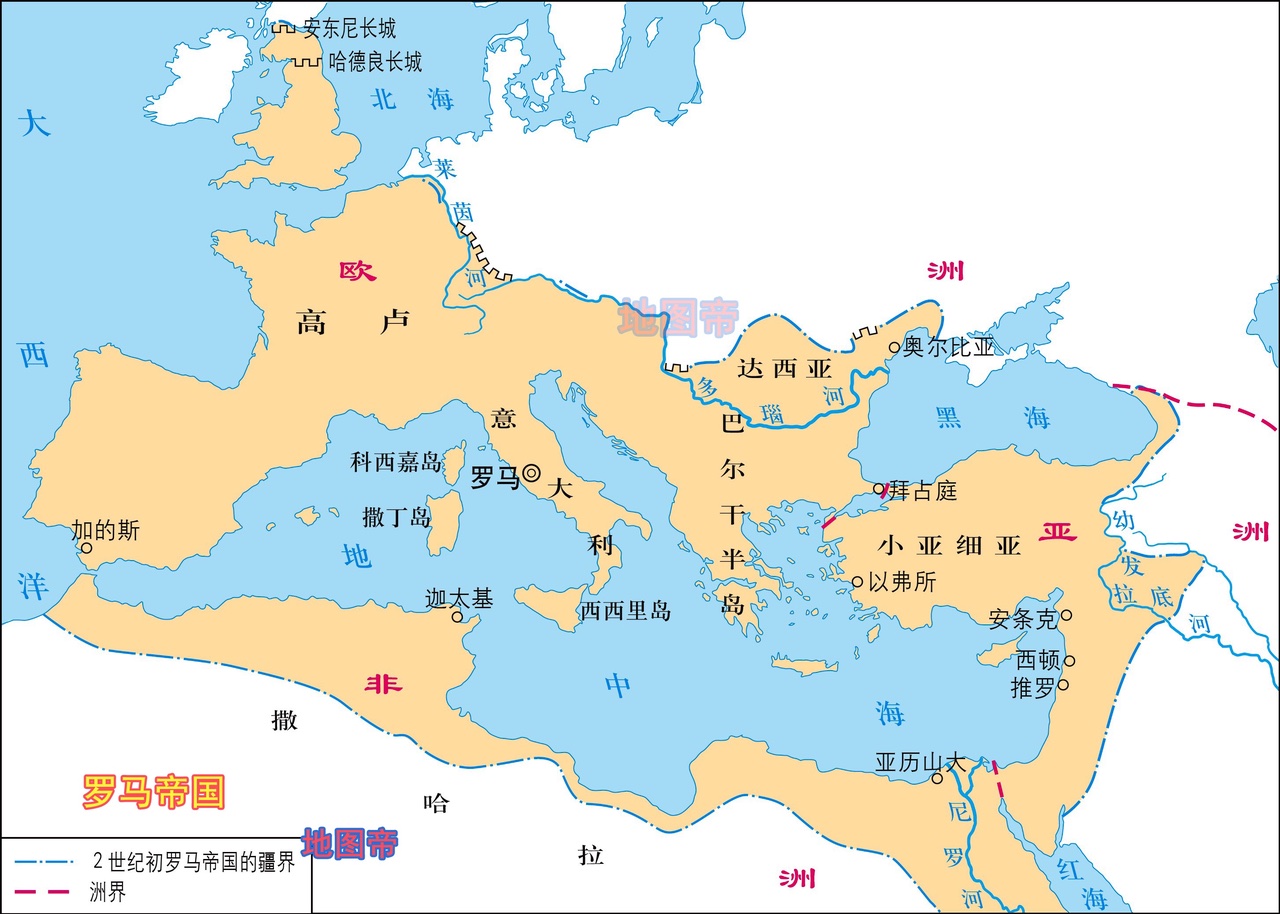 安东尼长城
哈德良长城
北海
大西洋
莱茵河
欧洲
高卢
地图帝
达西亚
奥尔比亚
多瑙河
黑海
意大利
巴尔干半岛
科西嘉岛
罗马
撒丁岛
加的斯
拜占庭
小亚细亚
亚洲
幼发拉底河
地中海
迦太基
西西里岛
以弗所
安条克
西顿
推罗
非洲
撒哈拉
亚历山大
尼罗河
红海
罗马帝国
地图帝
2世纪初罗马帝国的疆界
洲界